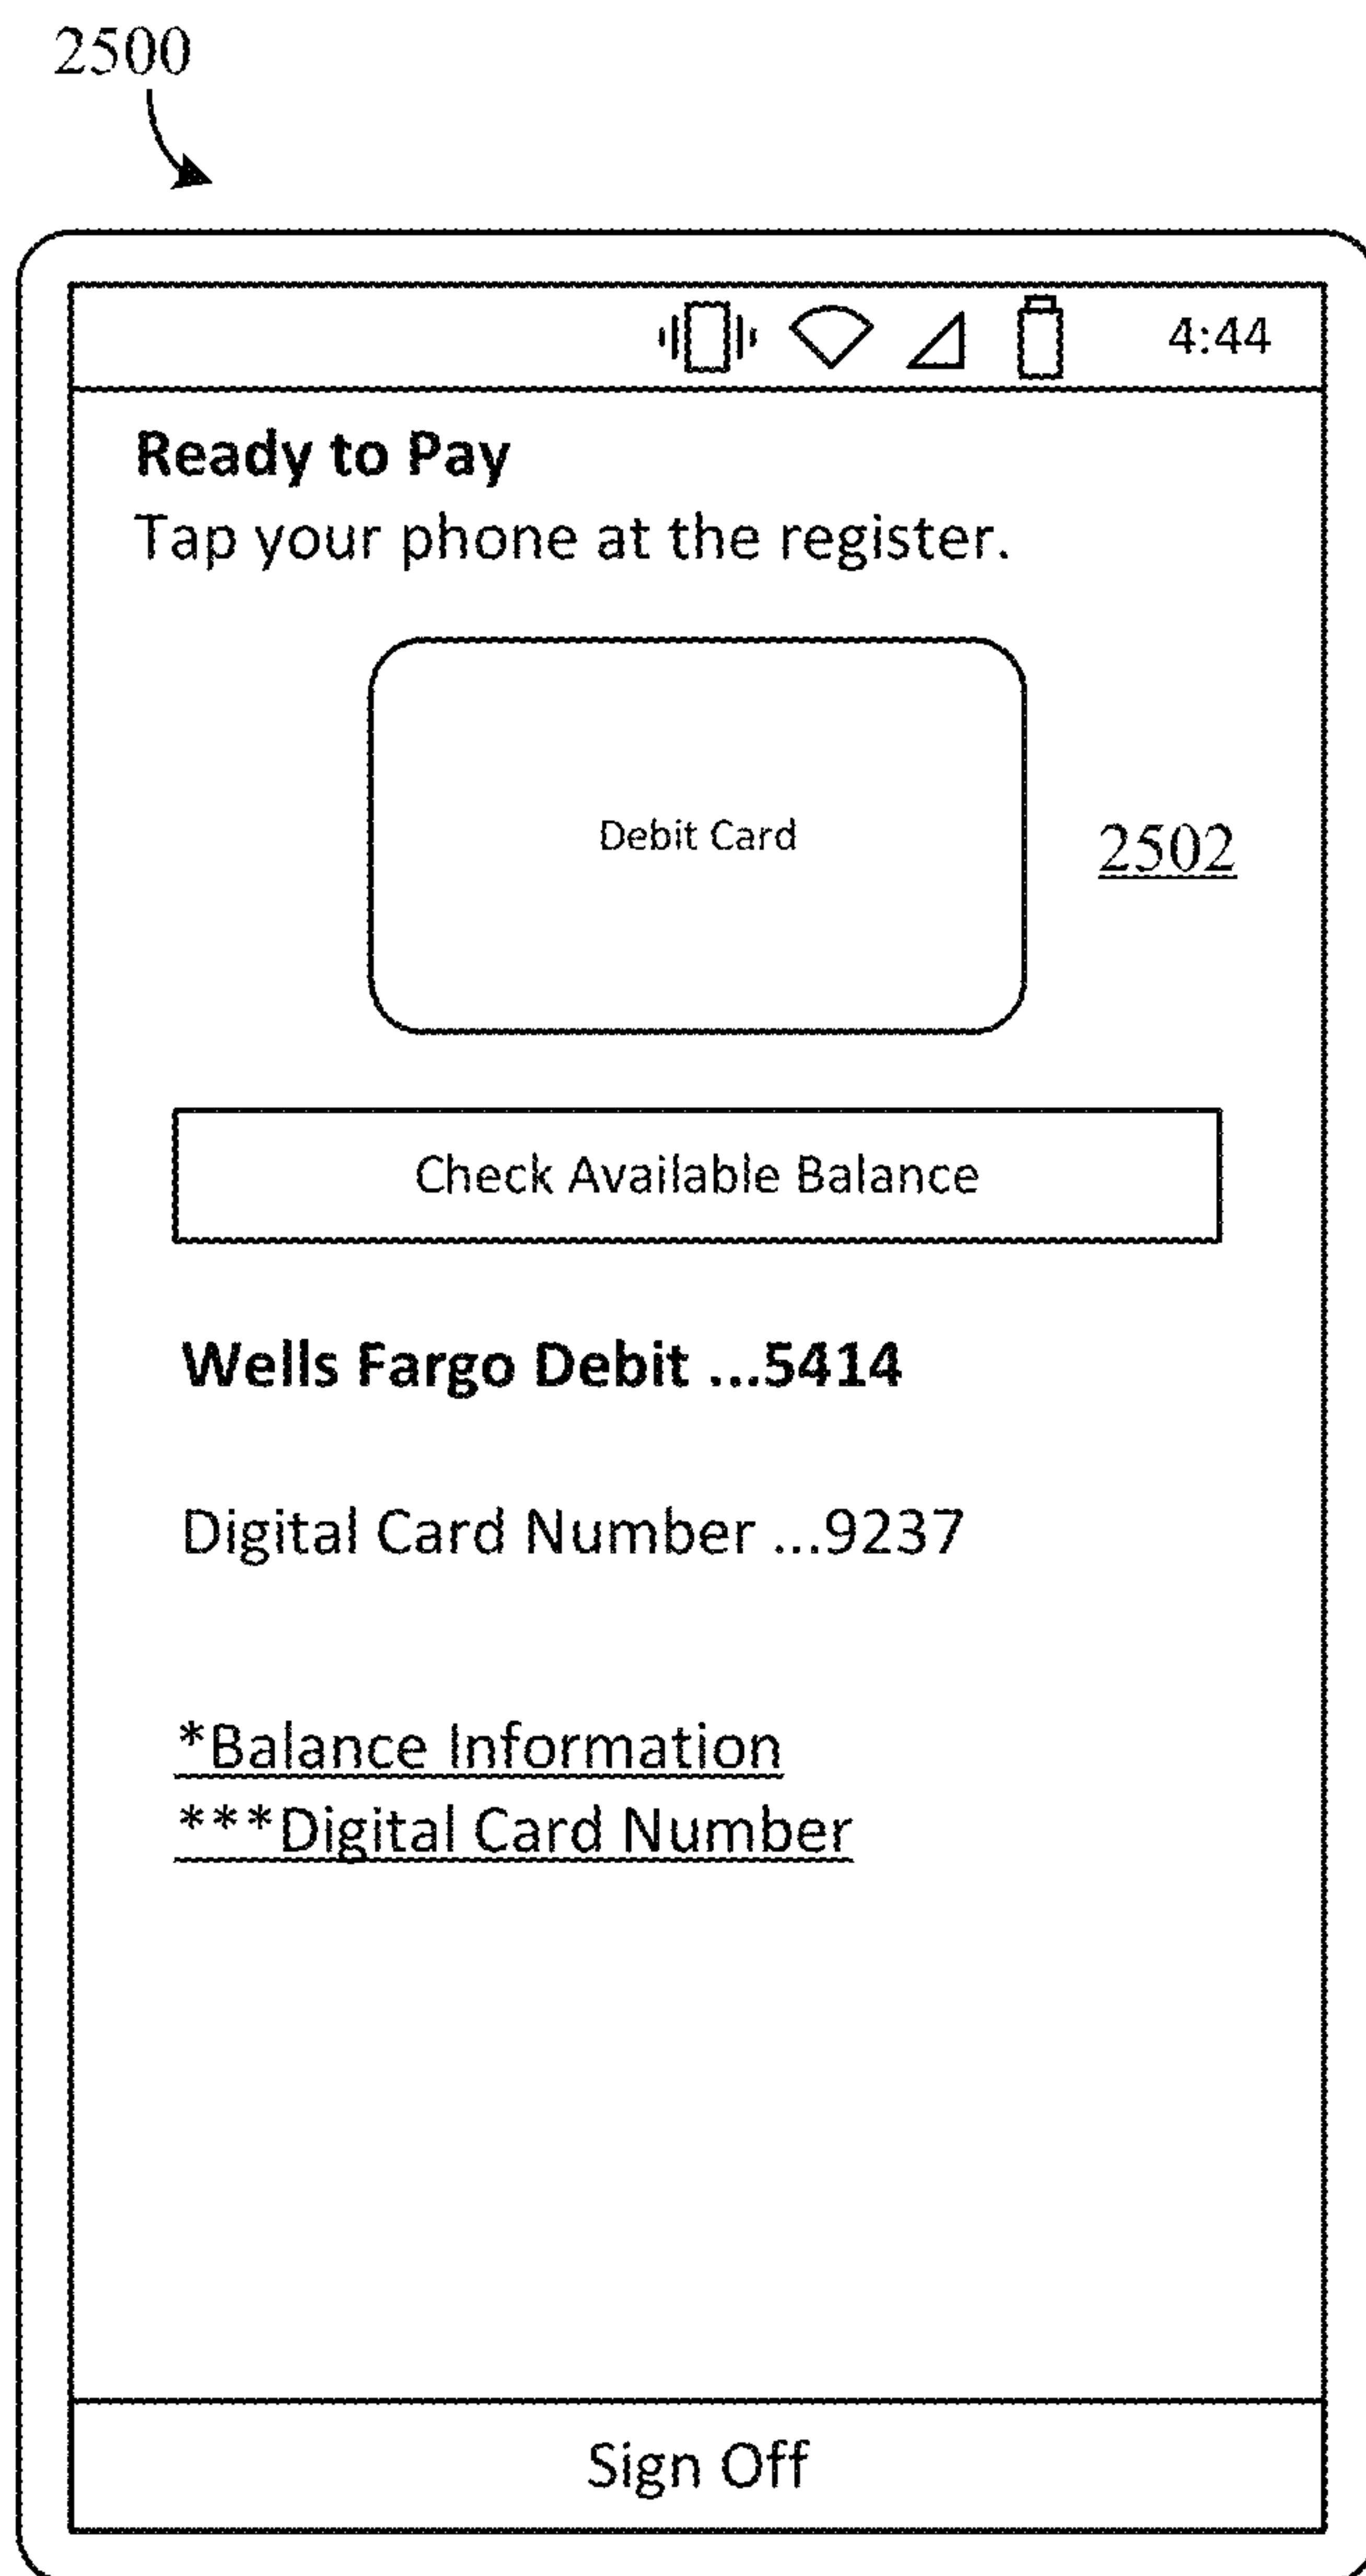 2500
4:44
Ready to Pay
Tap your phone at the register.
Debit Card
2502
Check Available Balance
Wells Fargo Debit ...5414
Digital Card Number ...9237
*Balance Information
***Digital Card Number
Sign Off